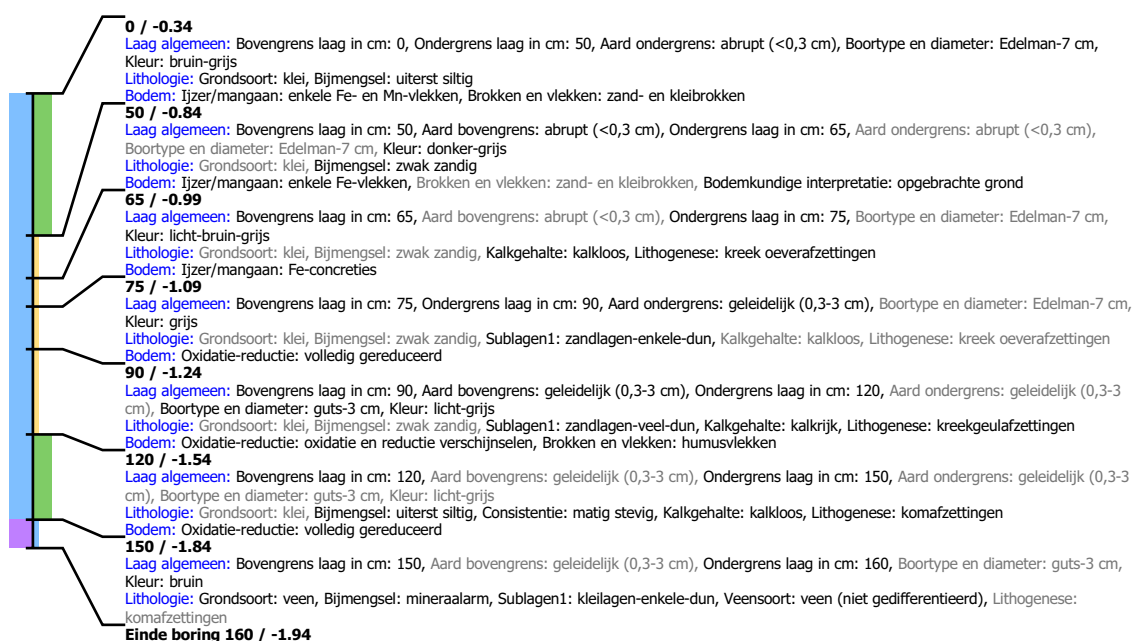 0 / -0.34
Laag algemeen: Bovengrens laag in cm: 0, Ondergrens laag in cm: 50, Aard ondergrens: abrupt (<0,3 cm), Boortype en diameter: Edelman-7 cm,
Kleur: bruin-grijs
Lithologie: Grondsoort: klei, Bijmengsel: uiterst siltig
Bodem: Ijzer/mangaan: enkele Fe- en Mn-vlekken, Brokken en vlekken: zand- en kleibrokken
50 / -0.84
Laag algemeen: Bovengrens laag in cm: 50, Aard bovengrens: abrupt (<0,3 cm), Ondergrens laag in cm: 65, Aard ondergrens: abrupt (<0,3 cm),
Boortype en diameter: Edelman-7 cm, Kleur: donker-grijs
Lithologie: Grondsoort: klei, Bijmengsel: zwak zandig
Bodem: Ijzer/mangaan: enkele Fe-vlekken, Brokken en vlekken: zand- en kleibrokken, Bodemkundige interpretatie: opgebrachte grond
65 / -0.99
Laag algemeen: Bovengrens laag in cm: 65, Aard bovengrens: abrupt (<0,3 cm), Ondergrens laag in cm: 75, Boortype en diameter: Edelman-7 cm,
Kleur: licht-bruin-grijs
Lithologie: Grondsoort: klei, Bijmengsel: zwak zandig, Kalkgehalte: kalkloos, Lithogenese: kreek oeverafzettingen
Bodem: Ijzer/mangaan: Fe-concreties
75 / -1.09
Laag algemeen: Bovengrens laag in cm: 75, Ondergrens laag in cm: 90, Aard ondergrens: geleidelijk (0,3-3 cm), Boortype en diameter: Edelman-7 cm,
Kleur: grijs
Lithologie: Grondsoort: klei, Bijmengsel: zwak zandig, Sublagen1: zandlagen-enkele-dun, Kalkgehalte: kalkloos, Lithogenese: kreek oeverafzettingen
Bodem: Oxidatie-reductie: volledig gereduceerd
90 / -1.24
Laag algemeen: Bovengrens laag in cm: 90, Aard bovengrens: geleidelijk (0,3-3 cm), Ondergrens laag in cm: 120, Aard ondergrens: geleidelijk (0,3-3
cm), Boortype en diameter: guts-3 cm, Kleur: licht-grijs
Lithologie: Grondsoort: klei, Bijmengsel: zwak zandig, Sublagen1: zandlagen-veel-dun, Kalkgehalte: kalkrijk, Lithogenese: kreekgeulafzettingen
Bodem: Oxidatie-reductie: oxidatie en reductie verschijnselen, Brokken en vlekken: humusvlekken
120 / -1.54
Laag algemeen: Bovengrens laag in cm: 120, Aard bovengrens: geleidelijk (0,3-3 cm), Ondergrens laag in cm: 150, Aard ondergrens: geleidelijk (0,3-3
cm), Boortype en diameter: guts-3 cm, Kleur: licht-grijs
Lithologie: Grondsoort: klei, Bijmengsel: uiterst siltig, Consistentie: matig stevig, Kalkgehalte: kalkloos, Lithogenese: komafzettingen
Bodem: Oxidatie-reductie: volledig gereduceerd
150 / -1.84
Laag algemeen: Bovengrens laag in cm: 150, Aard bovengrens: geleidelijk (0,3-3 cm), Ondergrens laag in cm: 160, Boortype en diameter: guts-3 cm,
Kleur: bruin
Lithologie: Grondsoort: veen, Bijmengsel: mineraalarm, Sublagen1: kleilagen-enkele-dun, Veensoort: veen (niet gedifferentieerd), Lithogenese:
komafzettingen
Einde boring 160 / -1.94